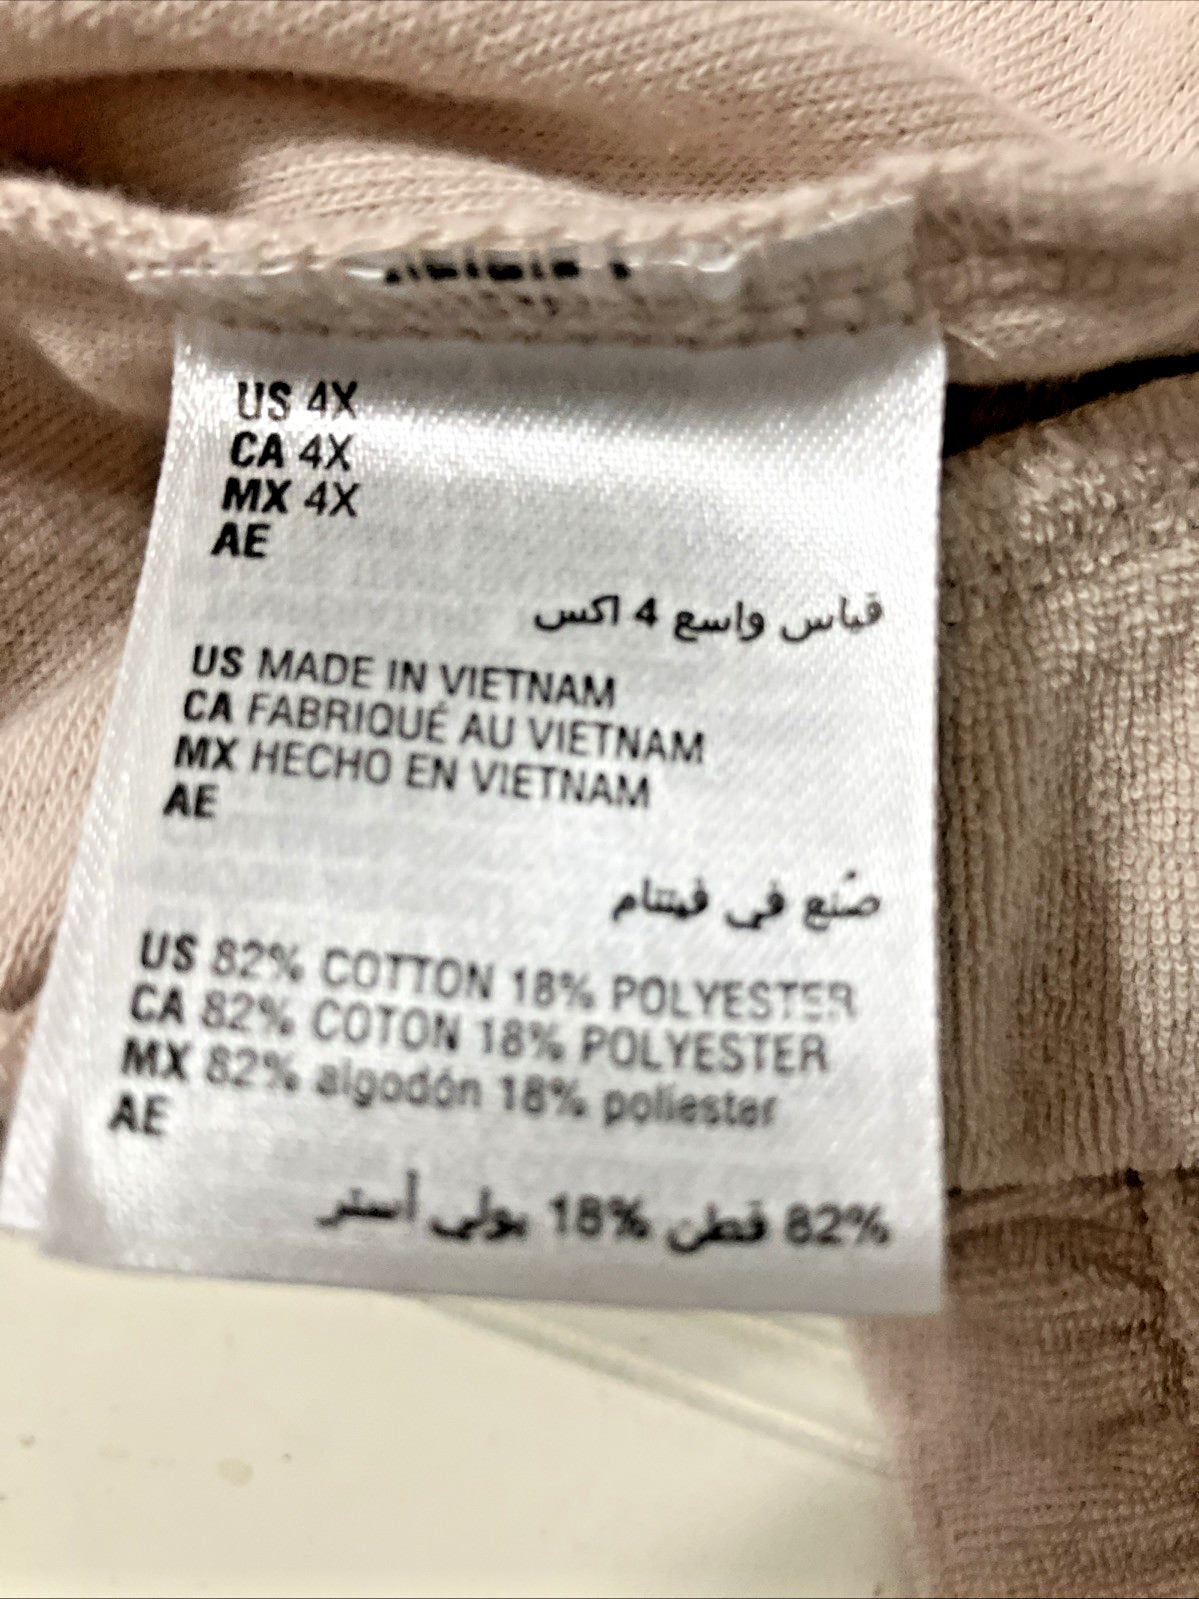 US 4X
CA 4X
MX 4X
AE
قياس واسع 4 اكس
US MADE IN VIETNAM
CA FABRIQUÉ AU VIETNAM
MX HECHO EN VIETNAM
AE
صُنع في فيتنام
US 82% COTTON 18% POLYESTER
CA 82% COTON 18% POLYESTER
MX 82% algodón 18% poliester
AE
82% قطن 18% بولي أستر